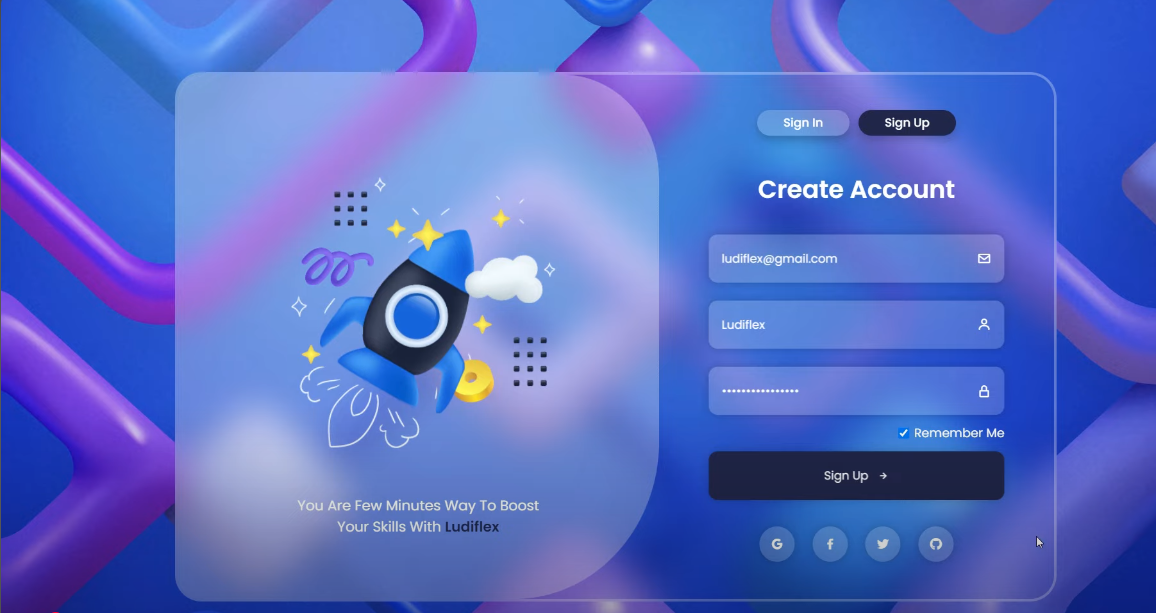 Sign In
Sign Up
Create Account
ludiflex@gmail.com
Ludiflex
••••••••••••••••
Remember Me
Sign Up →
You Are Few Minutes Way To Boost
Your Skills With Ludiflex